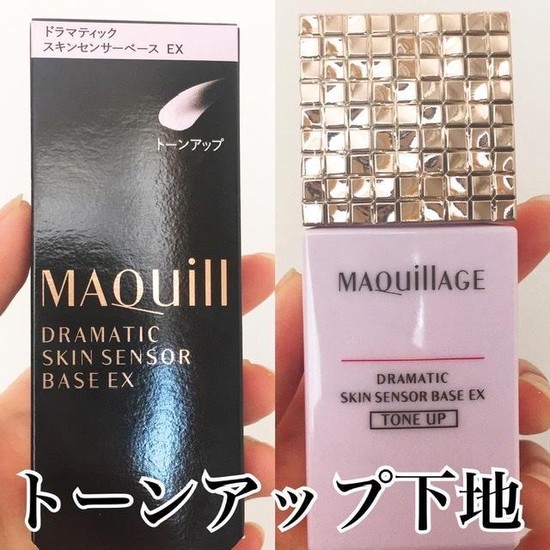 ドラマティック
スキンセンサーベース EX
トーンアップ
MAQuill
DRAMATIC
SKIN SENSOR
BASE EX
MAQuillAGE
DRAMATIC
SKIN SENSOR BASE EX
TONE UP
トーンアップ下地